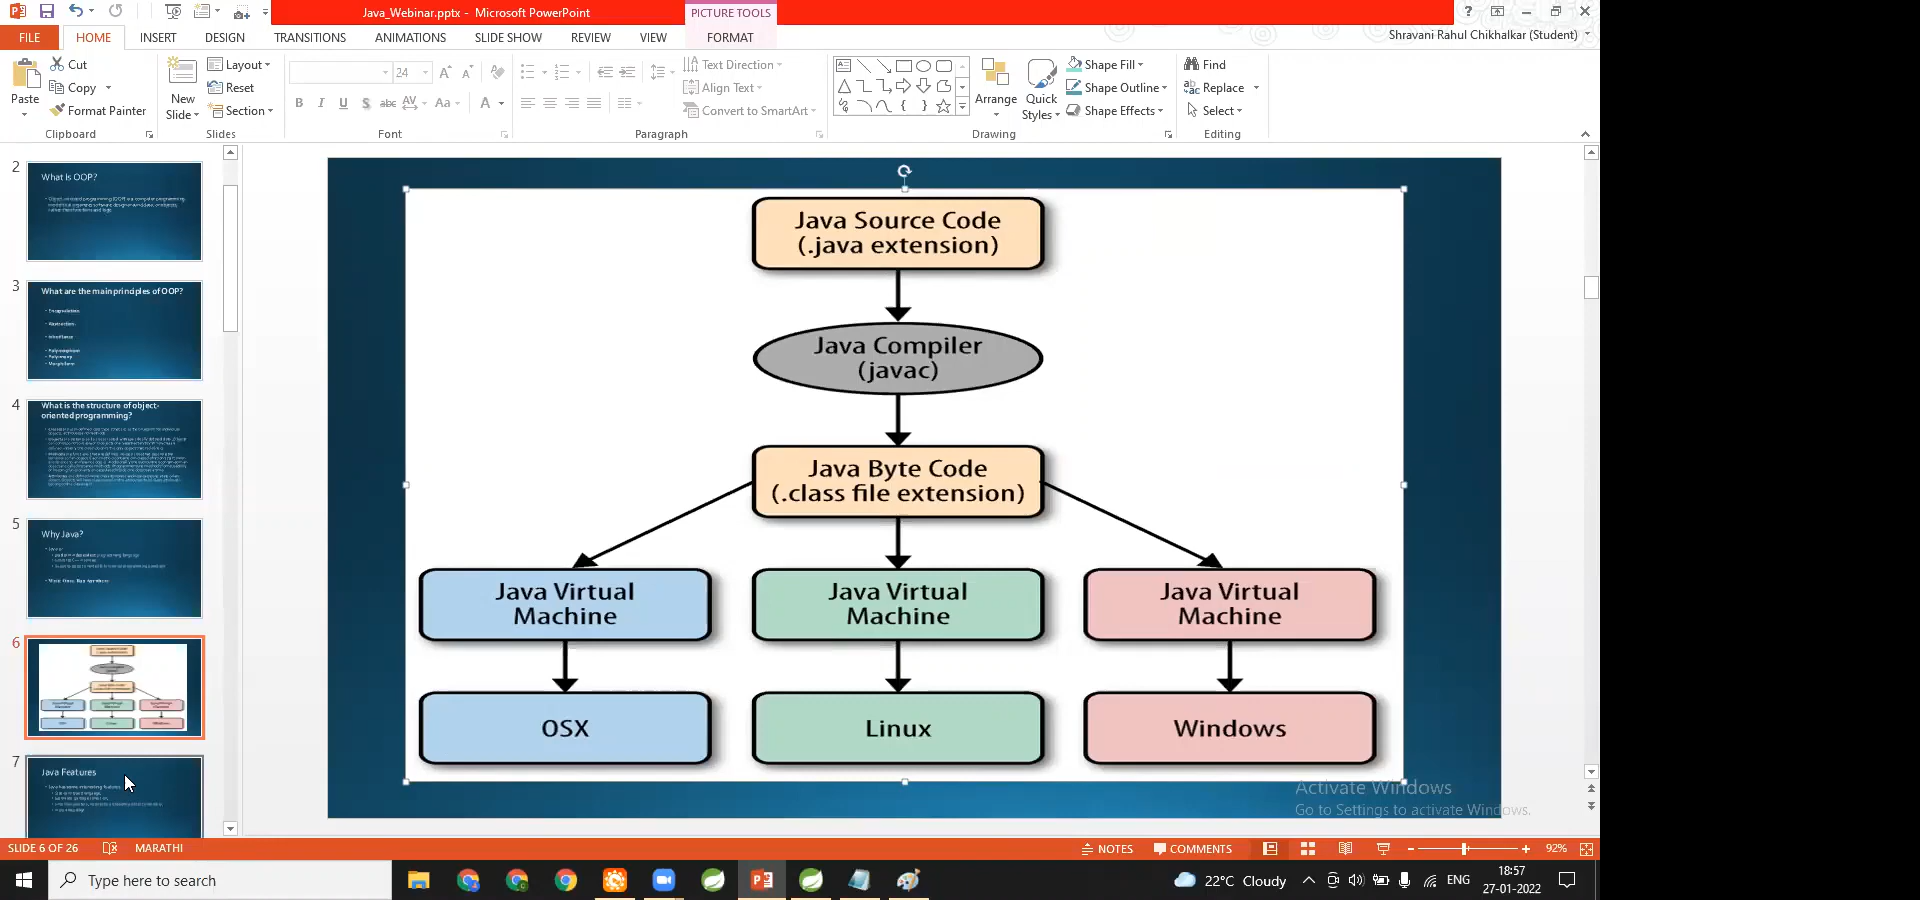 Java_Webinar.pptx - Microsoft PowerPoint
PICTURE TOOLS
FILE
HOME
INSERT
DESIGN
TRANSITIONS
ANIMATIONS
SLIDE SHOW
REVIEW
VIEW
FORMAT
Shravani Rahul Chikhalkar (Student)
Paste
Cut
Copy
Format Painter
Clipboard
New
Slide
Layout
Reset
Section
Slides
24
Font
Text Direction
Align Text
Convert to SmartArt
Paragraph
Arrange
Quick
Styles
Shape Fill
Shape Outline
Shape Effects
Drawing
Find
Replace
Select
Editing
2
What is OOP?
3
What are the main principles of OOP?
4
What is the structure of object-
oriented programming?
5
Why Java?
6
7
Java Features
Java Source Code
(.java extension)
Java Compiler
(javac)
Java Byte Code
(.class file extension)
Java Virtual
Machine
Java Virtual
Machine
Java Virtual
Machine
OSX
Linux
Windows
Activate Windows
Go to Settings to activate Windows.
SLIDE 6 OF 26
MARATHI
NOTES
COMMENTS
92%
Type here to search
22°C Cloudy
ENG
18:57
27-01-2022